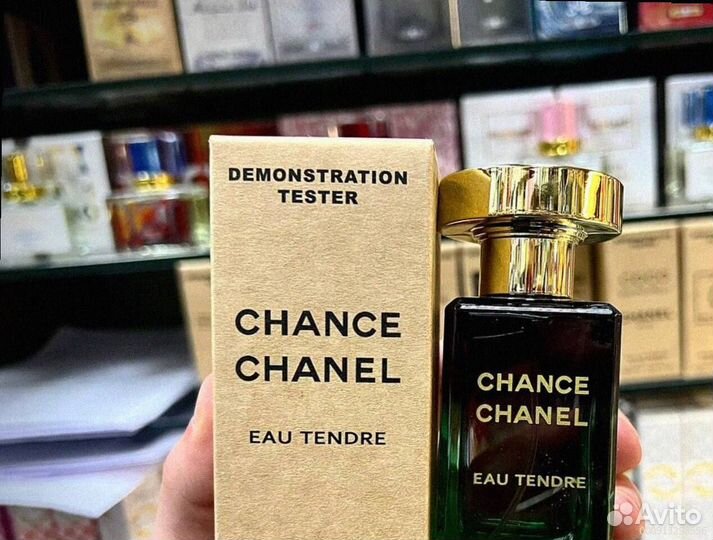 DEMONSTRATION
TESTER
CHANCE
CHANEL
EAU TENDRE
CHANCE
CHANEL
EAU TENDRE
Avito